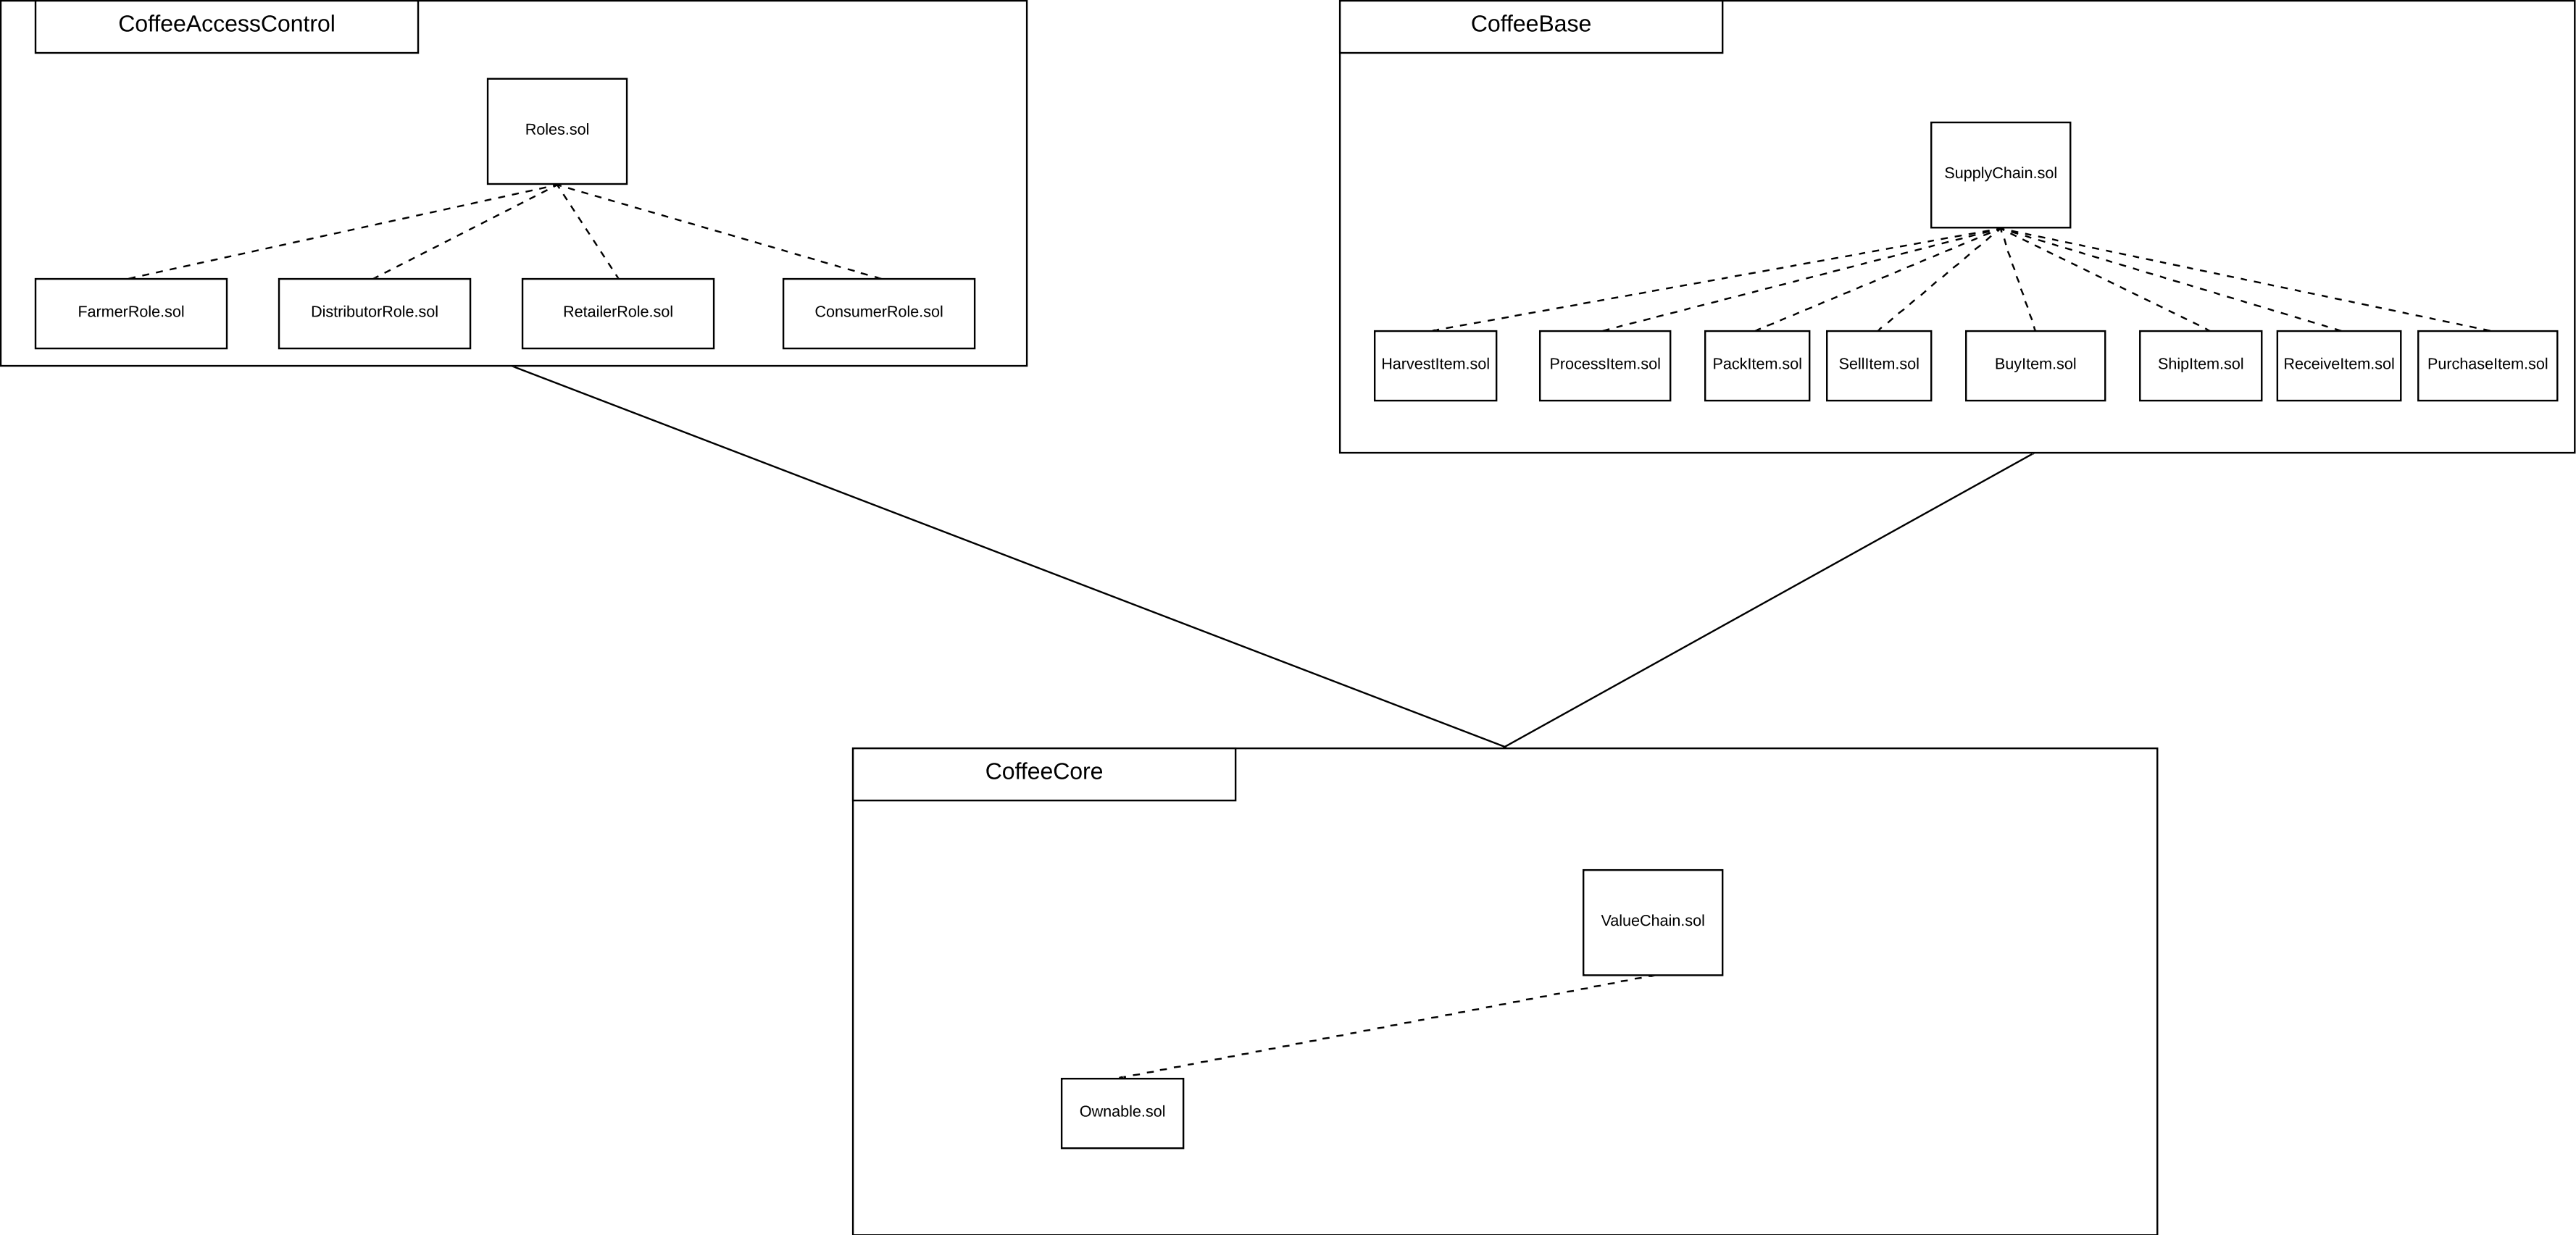 CoffeeAccessControl
Roles.sol
FarmerRole.sol
DistributorRole.sol
RetailerRole.sol
ConsumerRole.sol
CoffeeBase
SupplyChain.sol
HarvestItem.sol
ProcessItem.sol
PackItem.sol
SellItem.sol
BuyItem.sol
ShipItem.sol
ReceiveItem.sol
PurchaseItem.sol
CoffeeCore
ValueChain.sol
Ownable.sol